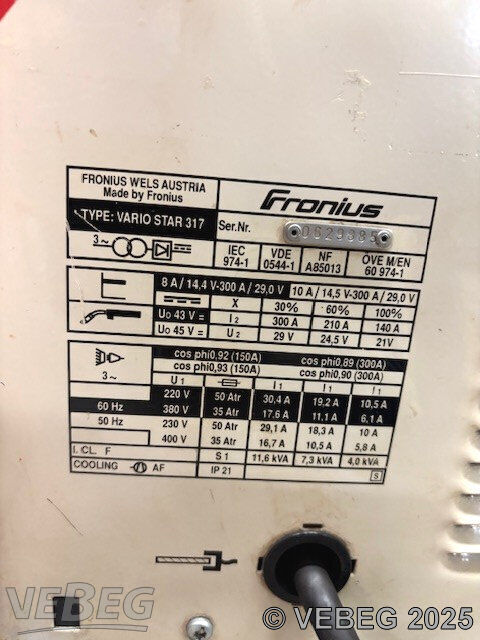 FRONIUS WELS AUSTRIA
Made by Fronius
Fronius
TYPE: VARIO STAR 317
Ser.Nr. 0629385
3~
IEC 974-1 VDE 0544-1 NF A85013 ÖVE M/EN 60 974-1
8 A / 14,4 V-300 A / 29,0 V 10 A / 14,5 V-300 A / 29,0 V
X 30% 60% 100%
U0 43 V = I2 300 A 210 A 140 A
U0 45 V = U2 29 V 24,5 V 21V
cos phi0,92 (150A) cos phi0,89 (300A)
cos phi0,93 (150A) cos phi0,90 (300A)
3~ U1 I1 I1 I1
220 V 50 Atr 30,4 A 19,2 A 10,5 A
60 Hz 380 V 35 Atr 17,6 A 11,1 A 6,1 A
50 Hz 230 V 50 Atr 29,1 A 18,3 A 10 A
400 V 35 Atr 16,7 A 10,5 A 5,8 A
I. CL. F S1 11,6 kVA 7,3 kVA 4,0 kVA
COOLING AF IP 21 S
VEBEG
© VEBEG 2025